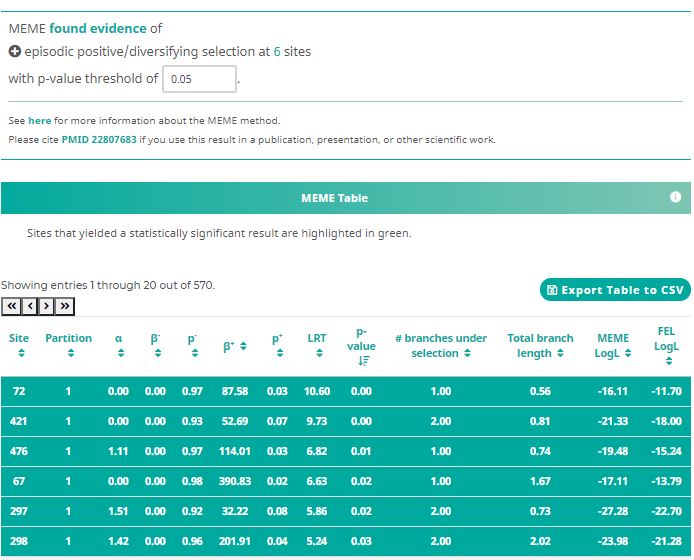 MEME found evidence of
episodic positive/diversifying selection at 6 sites
with p-value threshold of 0.05 .
See here for more information about the MEME method.
Please cite PMID 22807683 if you use this result in a publication, presentation, or other scientific work.
MEME Table
Sites that yielded a statistically significant result are highlighted in green.
Showing entries 1 through 20 out of 570.
Export Table to CSV
« < > »
Site Partition α β- p- β+ p+ LRT p-value # branches under selection Total branch length MEME LogL FEL LogL
72 1 0.00 0.00 0.97 87.58 0.03 10.60 0.00 1.00 0.56 -16.11 -11.70
421 1 0.00 0.00 0.93 52.69 0.07 9.73 0.00 2.00 0.81 -21.33 -18.00
476 1 1.11 0.00 0.97 114.01 0.03 6.82 0.01 1.00 0.74 -19.48 -15.24
67 1 0.00 0.00 0.98 390.83 0.02 6.63 0.02 1.00 1.67 -17.11 -13.79
297 1 1.51 0.00 0.92 32.22 0.08 5.86 0.02 2.00 0.73 -27.28 -22.70
298 1 1.42 0.00 0.96 201.91 0.04 5.24 0.03 2.00 2.02 -23.98 -21.28